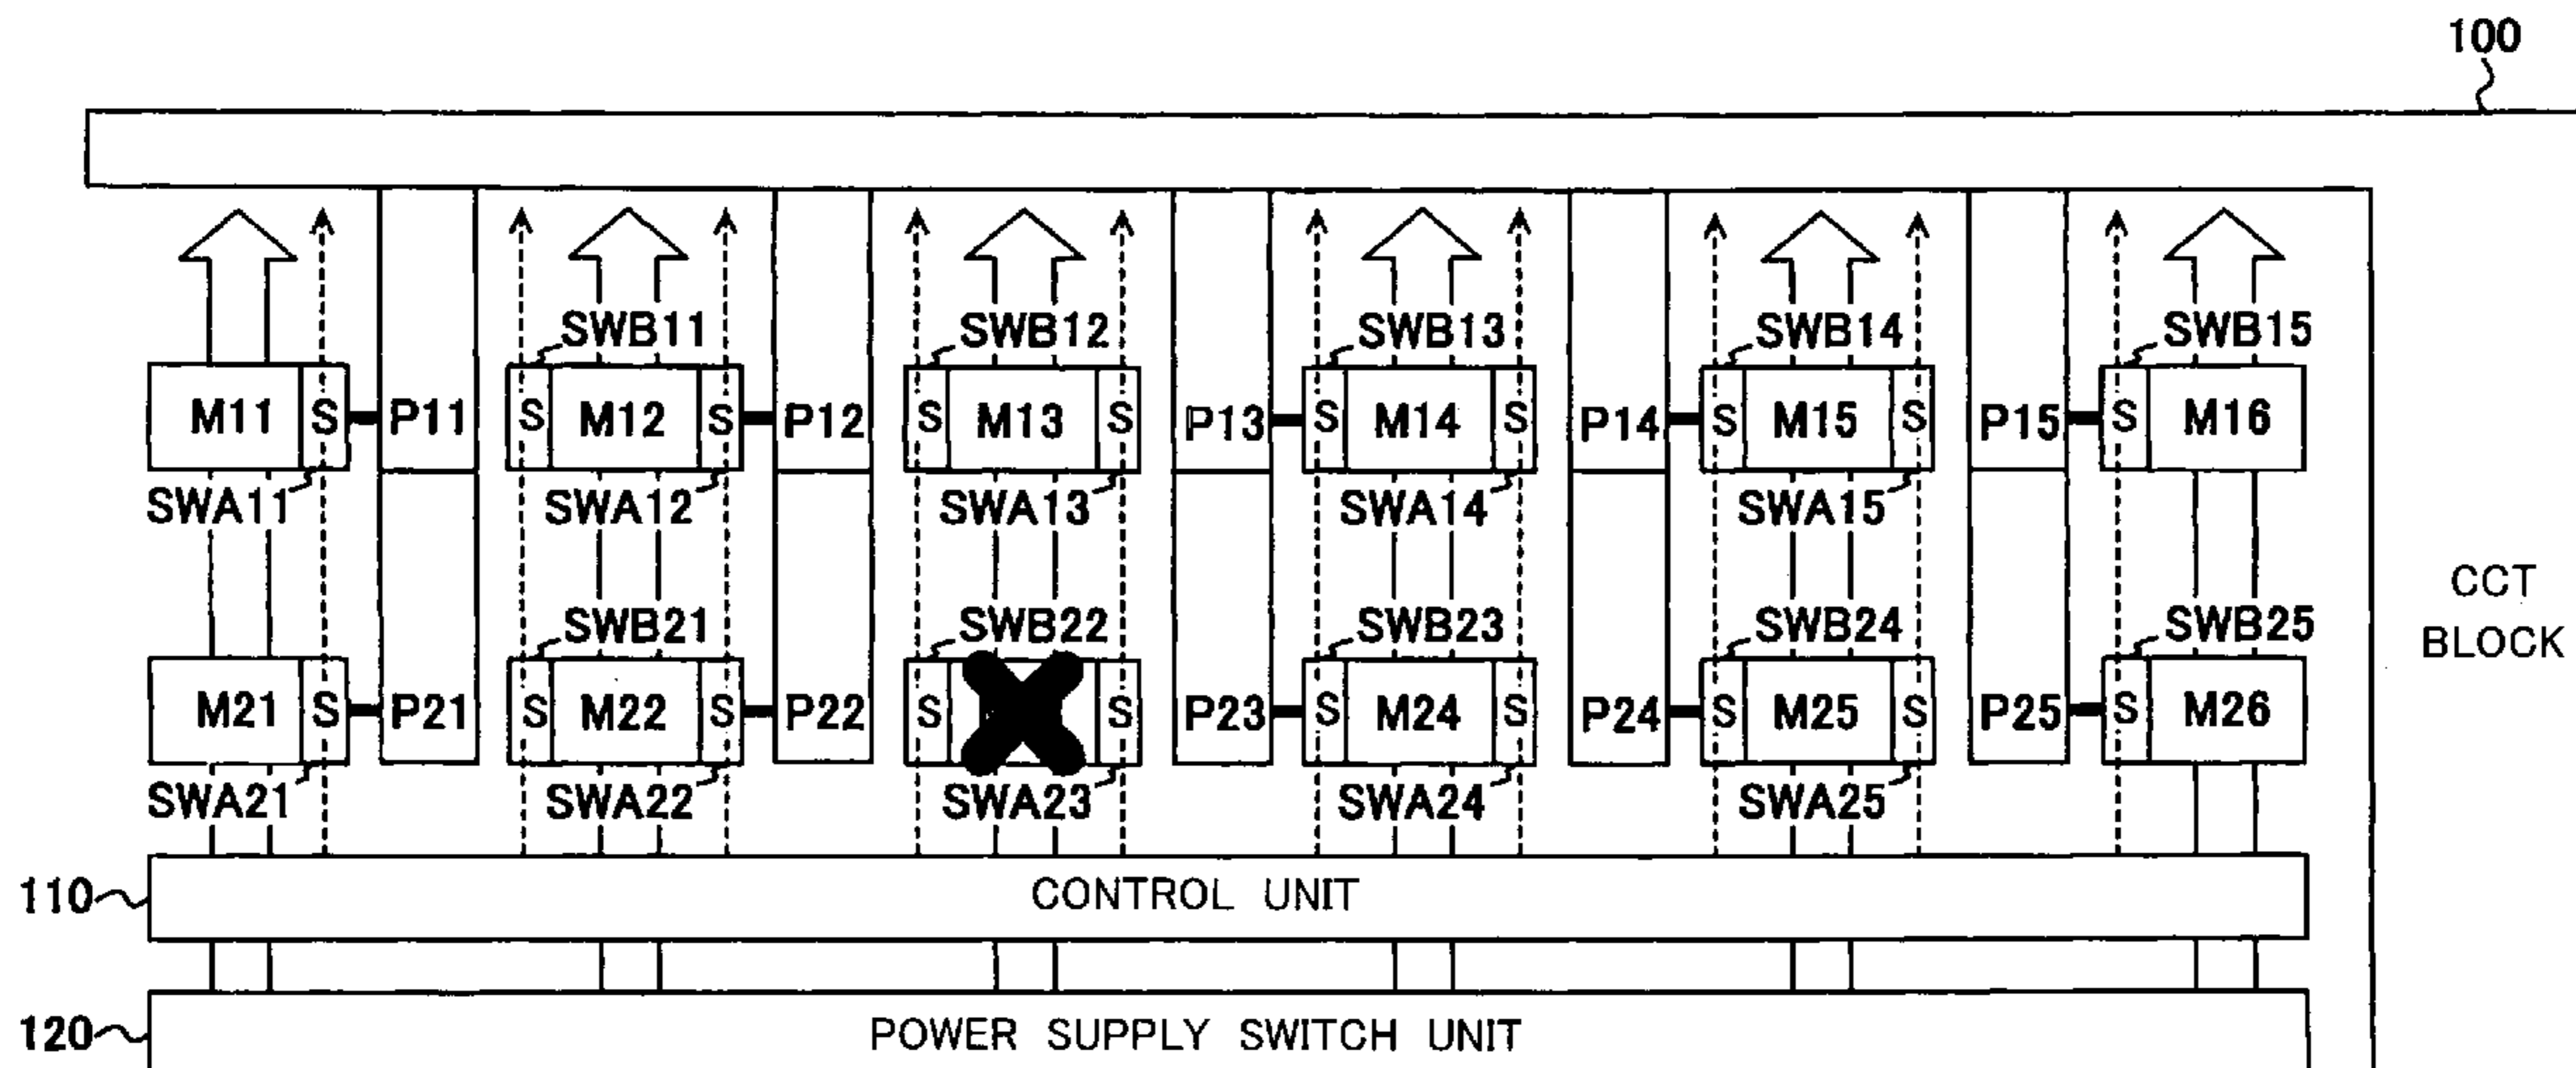 100
SWB11 SWB12 SWB13 SWB14 SWB15
M11 S P11 S M12 S P12 S M13 S P13 S M14 S P14 S M15 S P15 S M16
SWA11 SWA12 SWA13 SWA14 SWA15
CCT
BLOCK
SWB21 SWB22 SWB23 SWB24 SWB25
M21 S P21 S M22 S P22 S S P23 S M24 S P24 S M25 S P25 S M26
SWA21 SWA22 SWA23 SWA24 SWA25
110 CONTROL UNIT
120 POWER SUPPLY SWITCH UNIT